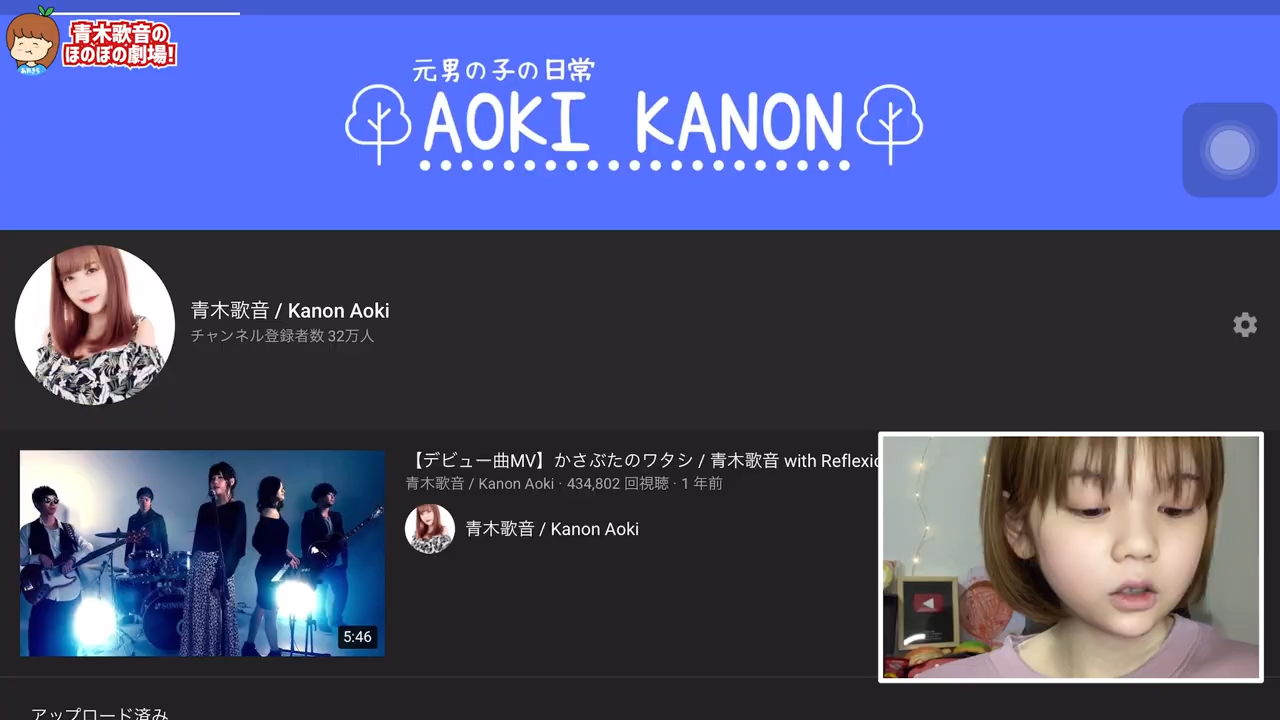 青木歌音の
ほのぼの劇場!
元男の子の日常
AOKI KANON
青木歌音 / Kanon Aoki
チャンネル登録者数 32万人
【デビュー曲MV】かさぶたのワタシ / 青木歌音 with Reflexio
青木歌音 / Kanon Aoki · 434,802 回視聴 · 1 年前
青木歌音 / Kanon Aoki
5:46
アップロード済み